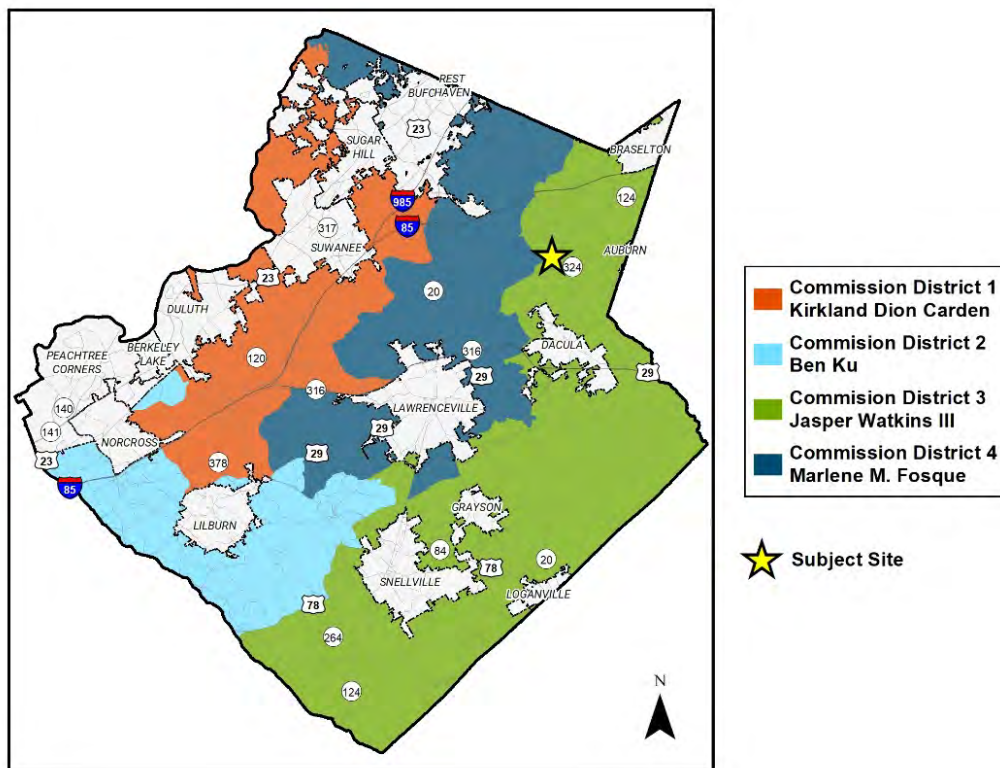 REST
BUFCHAVEN
23
SUGAR
HILL
BRASELTON
124
985
317
85
SUWANEE
AUBURN
324
23
20
DULUTH
BERKELEY
LAKE
PEACHTREE
CORNERS
120
316
DACULA
29
29
316
LAWRENCEVILLE
140
141
NORCROSS
29
23
29
378
85
LILBURN
GRAYSON
84
78
20
SNELLVILLE
LOGANVILLE
78
264
124
N
Commission District 1
Kirkland Dion Carden
Commision District 2
Ben Ku
Commision District 3
Jasper Watkins III
Commision District 4
Marlene M. Fosque
Subject Site